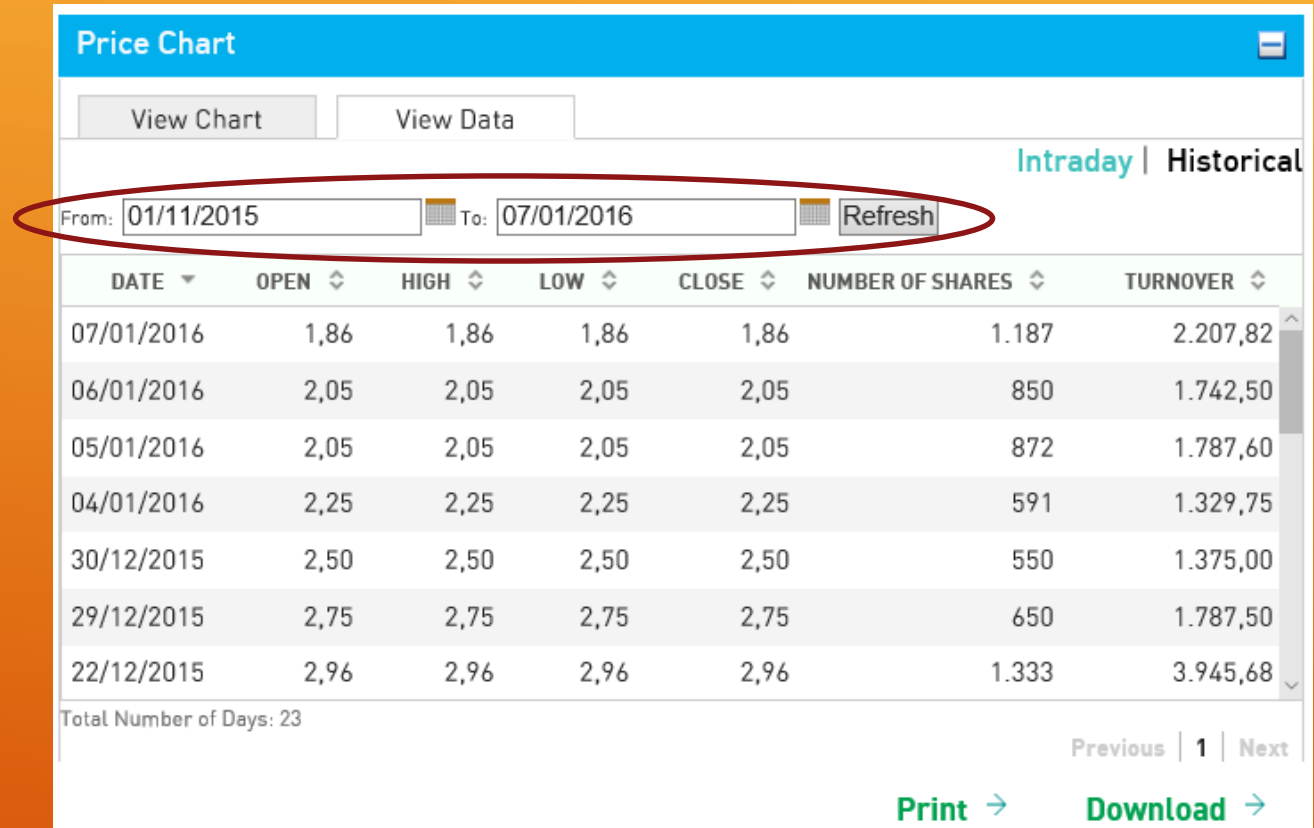 Price Chart
View Chart View Data
Intraday | Historical
From: 01/11/2015 To: 07/01/2016 Refresh
DATE OPEN HIGH LOW CLOSE NUMBER OF SHARES TURNOVER
07/01/2016 1,86 1,86 1,86 1,86 1.187 2.207,82
06/01/2016 2,05 2,05 2,05 2,05 850 1.742,50
05/01/2016 2,05 2,05 2,05 2,05 872 1.787,60
04/01/2016 2,25 2,25 2,25 2,25 591 1.329,75
30/12/2015 2,50 2,50 2,50 2,50 550 1.375,00
29/12/2015 2,75 2,75 2,75 2,75 650 1.787,50
22/12/2015 2,96 2,96 2,96 2,96 1.333 3.945,68
Total Number of Days: 23
Previous | 1 | Next
Print → Download →